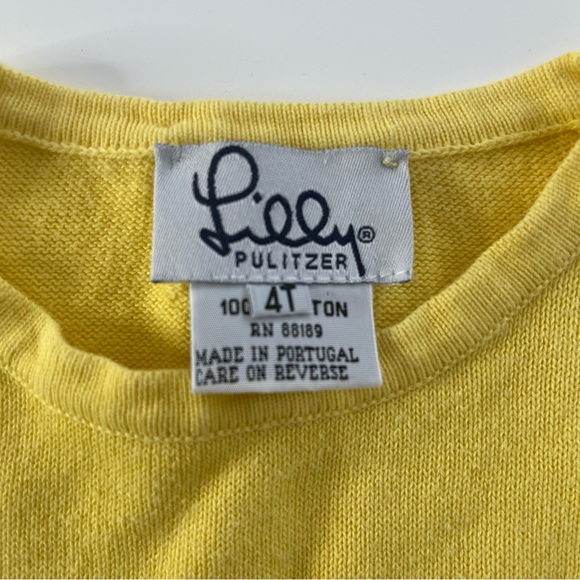 Lilly®
PULITZER
4T
100 TON
RN 88189
MADE IN PORTUGAL
CARE ON REVERSE